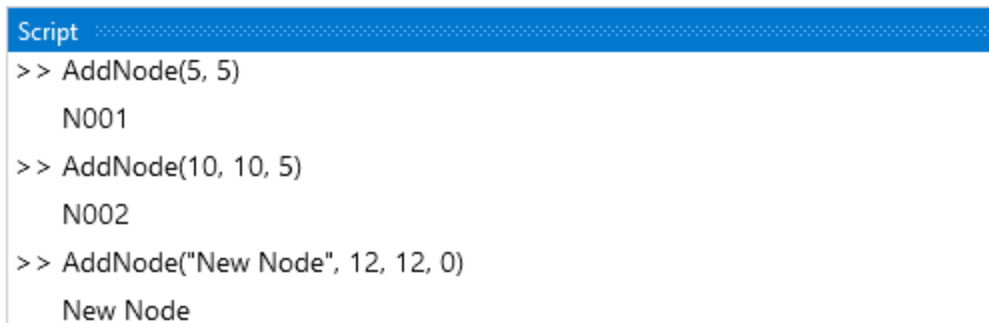 Script
>> AddNode(5, 5)
N001
>> AddNode(10, 10, 5)
N002
>> AddNode("New Node", 12, 12, 0)
New Node